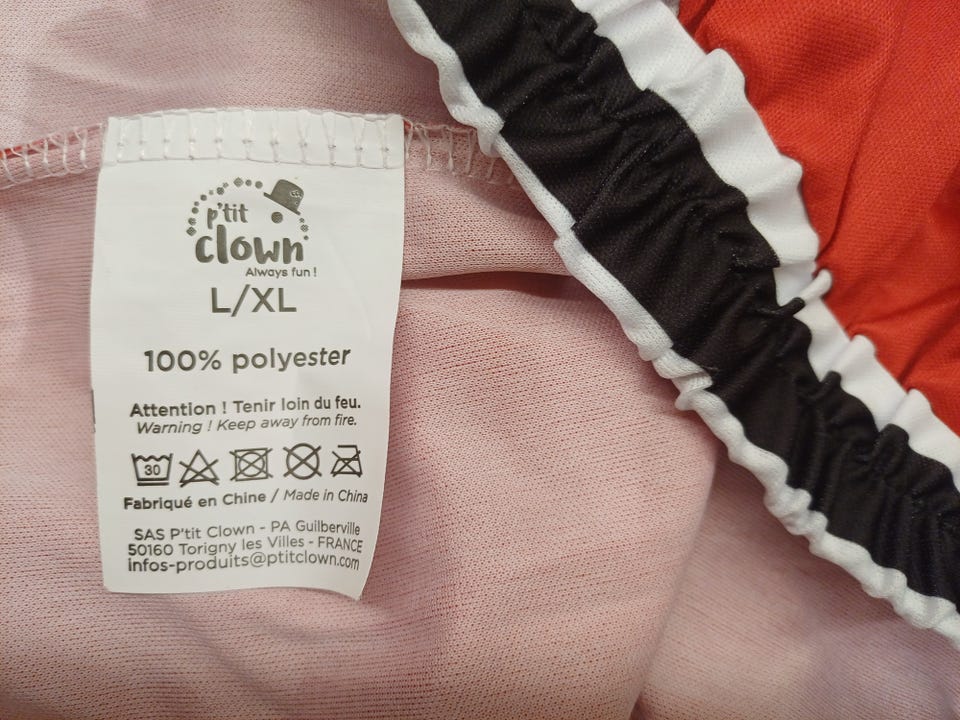 p'tit
clown
Always fun !
L/XL
100% polyester
Attention ! Tenir loin du feu.
Warning ! Keep away from fire.
30
Fabriqué en Chine / Made in China
SAS P'tit Clown - PA Guilberville
50160 Torigny les Villes - FRANCE
infos-produits@ptitclown.com